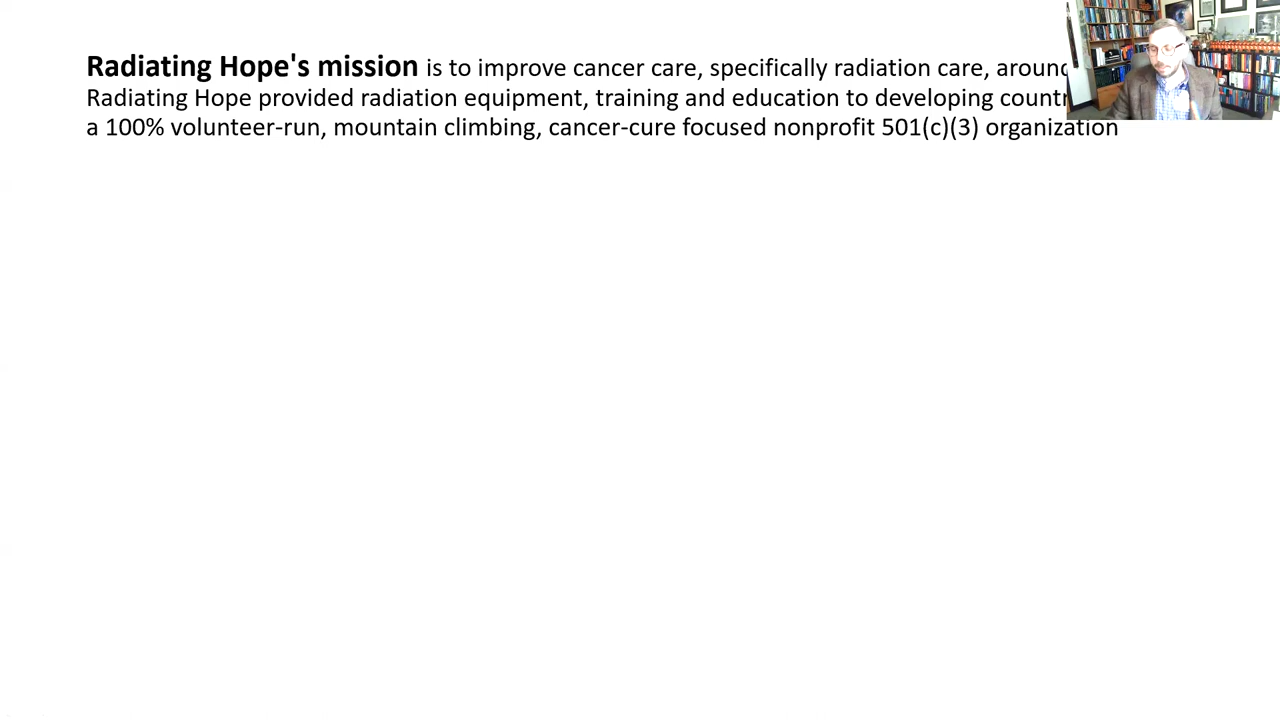 Radiating Hope's mission is to improve cancer care, specifically radiation care, around
Radiating Hope provided radiation equipment, training and education to developing
a 100% volunteer-run, mountain climbing, cancer-cure focused nonprofit 501(c)(3) organization